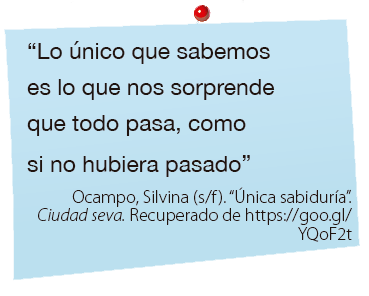 “Lo único que sabemos
es lo que nos sorprende
que todo pasa, como
si no hubiera pasado”
Ocampo, Silvina (s/f). “Única sabiduría”.
Ciudad seva. Recuperado de https://goo.gl/
YQoF2t